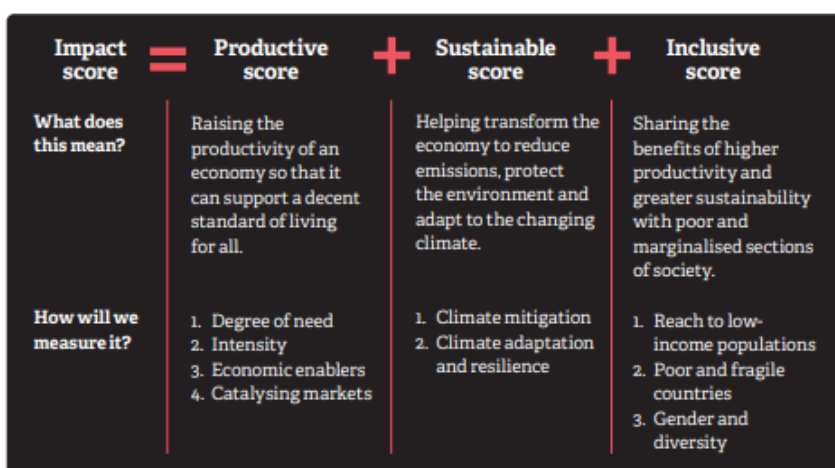 Impact
score
=
Productive
score
+
Sustainable
score
+
Inclusive
score
What does
this mean?
Raising the
productivity of an
economy so that it
can support a decent
standard of living
for all.
Helping transform the
economy to reduce
emissions, protect
the environment and
adapt to the changing
climate.
Sharing the
benefits of higher
productivity and
greater sustainability
with poor and
marginalised sections
of society.
How will we
measure it?
1. Degree of need
2. Intensity
3. Economic enablers
4. Catalysing markets
1. Climate mitigation
2. Climate adaptation
and resilience
1. Reach to low-
income populations
2. Poor and fragile
countries
3. Gender and
diversity